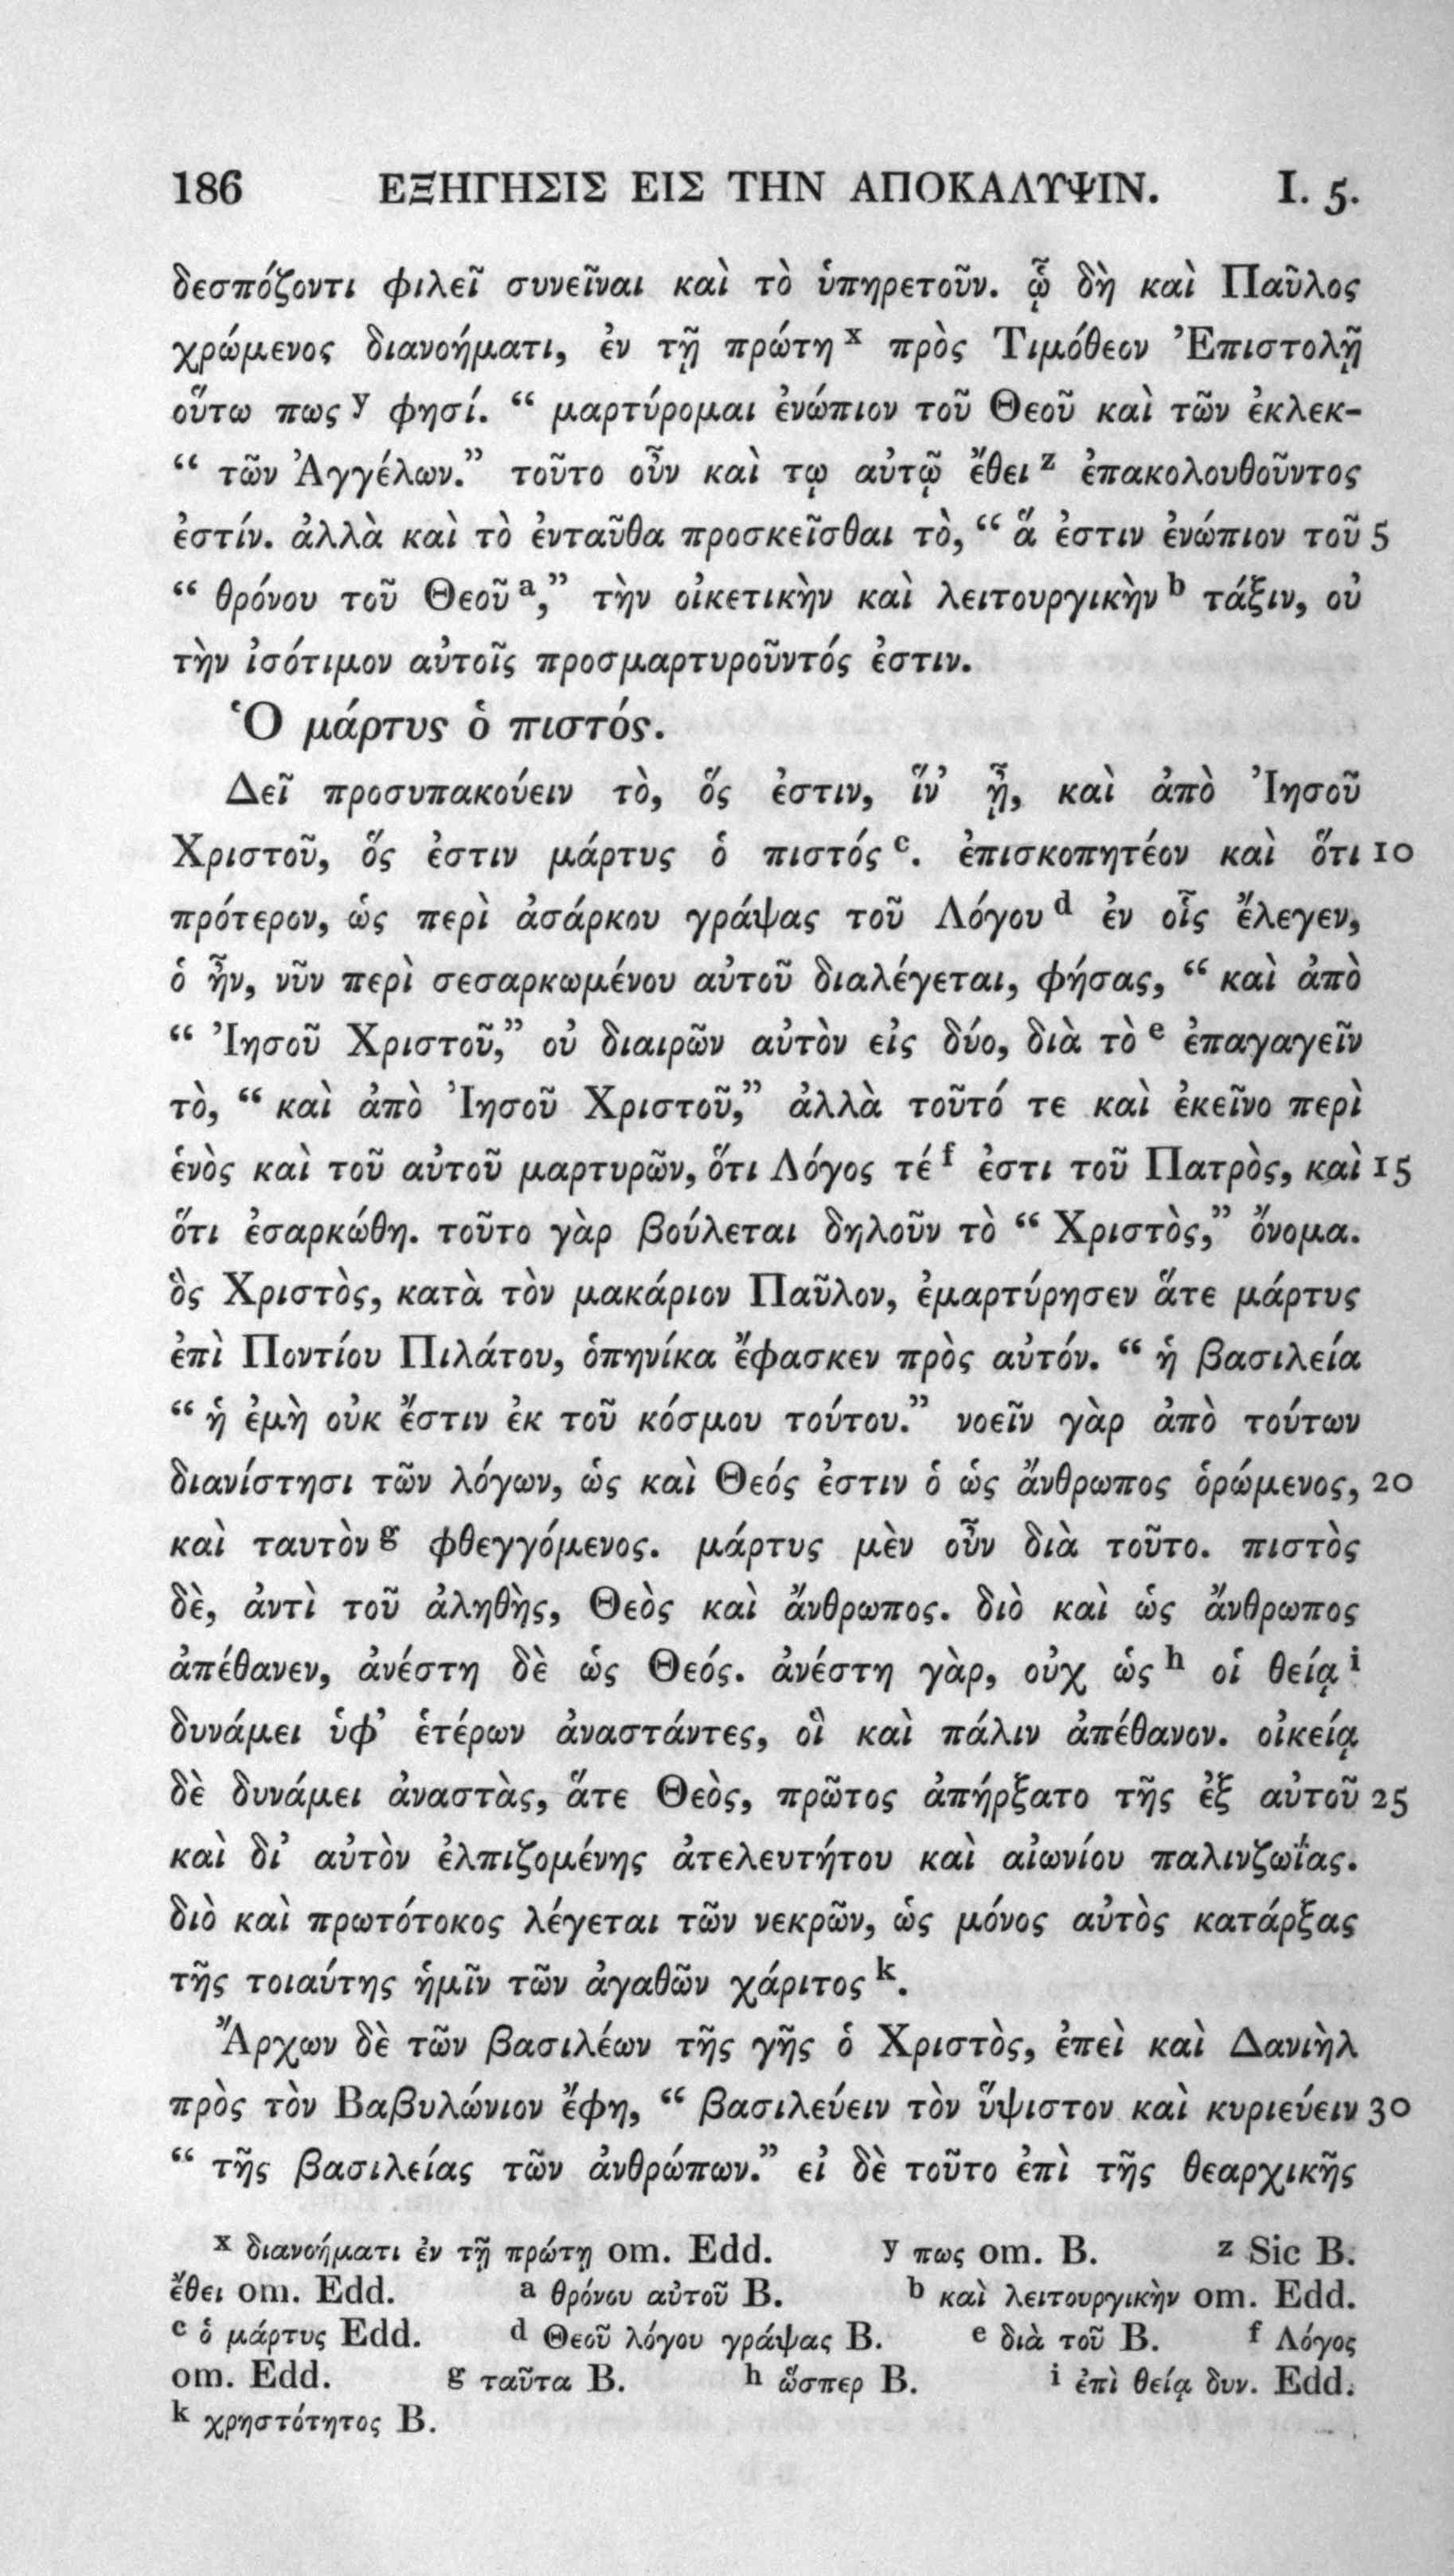 186 ΕΞΗΓΗΣΙΣ ΕΙΣ ΤΗΝ ΑΠΟΚΑΛΥΨΙΝ. I. 5.
δεσπόζοντι φιλεῖ συνεῖναι καὶ τὸ ὑπηρετοῦν. ᾧ δὴ καὶ Παῦλος
χρώμενος διανοήματι, ἐν τῇ πρώτη x πρὸς Τιμόθεον Ἐπιστολῇ
οὕτω πως y φησί. “ μαρτύρομαι ἐνώπιον τοῦ Θεοῦ καὶ τῶν ἐκλεκ-
“ τῶν Ἀγγέλων.” τοῦτο οὖν καὶ τῳ αὐτῷ ἔθει z ἐπακολουθοῦντος
ἐστίν. ἀλλὰ καὶ τὸ ἐνταῦθα προσκεῖσθαι τὸ, “ ἅ ἐστιν ἐνώπιον τοῦ 5
“ θρόνου τοῦ Θεοῦ a,” τὴν οἰκετικὴν καὶ λειτουργικὴν b τάξιν, οὐ
τὴν ἰσότιμον αὐτοῖς προσμαρτυροῦντός ἐστιν.
Ὁ μάρτυς ὁ πιστός.
Δεῖ προσυπακούειν τὸ, ὅς ἐστιν, ἵν’ ᾖ, καὶ ἀπὸ Ἰησοῦ
Χριστοῦ, ὅς ἐστιν μάρτυς ὁ πιστός c. ἐπισκοπητέον καὶ ὅτι 10
πρότερον, ὡς περὶ ἀσάρκου γράψας τοῦ Λόγου d ἐν οἷς ἔλεγεν,
ὁ ἦν, νῦν περὶ σεσαρκωμένου αὐτοῦ διαλέγεται, φήσας, “ καὶ ἀπὸ
“ Ἰησοῦ Χριστοῦ,” οὐ διαιρῶν αὐτὸν εἰς δύο, διὰ τὸ e ἐπαγαγεῖν
τὸ, “ καὶ ἀπὸ Ἰησοῦ Χριστοῦ,” ἀλλὰ τοῦτό τε καὶ ἐκεῖνο περὶ
ἑνὸς καὶ τοῦ αὐτοῦ μαρτυρῶν, ὅτι Λόγος τέ f ἐστι τοῦ Πατρὸς, καὶ 15
ὅτι ἐσαρκώθη. τοῦτο γὰρ βούλεται δηλοῦν τὸ “ Χριστὸς,” ὄνομα.
ὃς Χριστὸς, κατὰ τὸν μακάριον Παῦλον, ἐμαρτύρησεν ἅτε μάρτυς
ἐπὶ Ποντίου Πιλάτου, ὁπηνίκα ἔφασκεν πρὸς αὐτόν. “ ἡ βασιλεία
“ ἡ ἐμὴ οὐκ ἔστιν ἐκ τοῦ κόσμου τούτου.” νοεῖν γὰρ ἀπὸ τούτων
διανίστησι τῶν λόγων, ὡς καὶ Θεός ἐστιν ὁ ὡς ἄνθρωπος ὁρώμενος, 20
καὶ ταυτὸν g φθεγγόμενος. μάρτυς μὲν οὖν διὰ τοῦτο. πιστὸς
δὲ, ἀντὶ τοῦ ἀληθὴς, Θεὸς καὶ ἄνθρωπος. διὸ καὶ ὡς ἄνθρωπος
ἀπέθανεν, ἀνέστη δὲ ὡς Θεός. ἀνέστη γὰρ, οὐχ ὡς h οἱ θείᾳ i
δυνάμει ὑφ’ ἑτέρων ἀναστάντες, οἳ καὶ πάλιν ἀπέθανον. οἰκείᾳ
δὲ δυνάμει ἀναστὰς, ἅτε Θεὸς, πρῶτος ἀπήρξατο τῆς ἐξ αὐτοῦ 25
καὶ δι’ αὐτὸν ἐλπιζομένης ἀτελευτήτου καὶ αἰωνίου παλινζωΐας.
διὸ καὶ πρωτότοκος λέγεται τῶν νεκρῶν, ὡς μόνος αὐτὸς κατάρξας
τῆς τοιαύτης ἡμῖν τῶν ἀγαθῶν χάριτος k.
Ἄρχων δὲ τῶν βασιλέων τῆς γῆς ὁ Χριστὸς, ἐπεὶ καὶ Δανιὴλ
πρὸς τὸν Βαβυλώνιον ἔφη, “ βασιλεύειν τὸν ὕψιστον καὶ κυριεύειν 30
“ τῆς βασιλείας τῶν ἀνθρώπων.” εἰ δὲ τοῦτο ἐπὶ τῆς θεαρχικῆς
x διανοήματι ἐν τῇ πρώτῃ om. Edd. y πως om. B. z Sic B.
ἔθει om. Edd. a θρόνου αὐτοῦ B. b καὶ λειτουργικὴν om. Edd.
c ὁ μάρτυς Edd. d Θεοῦ λόγου γράψας B. e διὰ τοῦ B. f Λόγος
om. Edd. g ταῦτα B. h ὥσπερ B. i ἐπὶ θείᾳ δυν. Edd.
k χρηστότητος B.